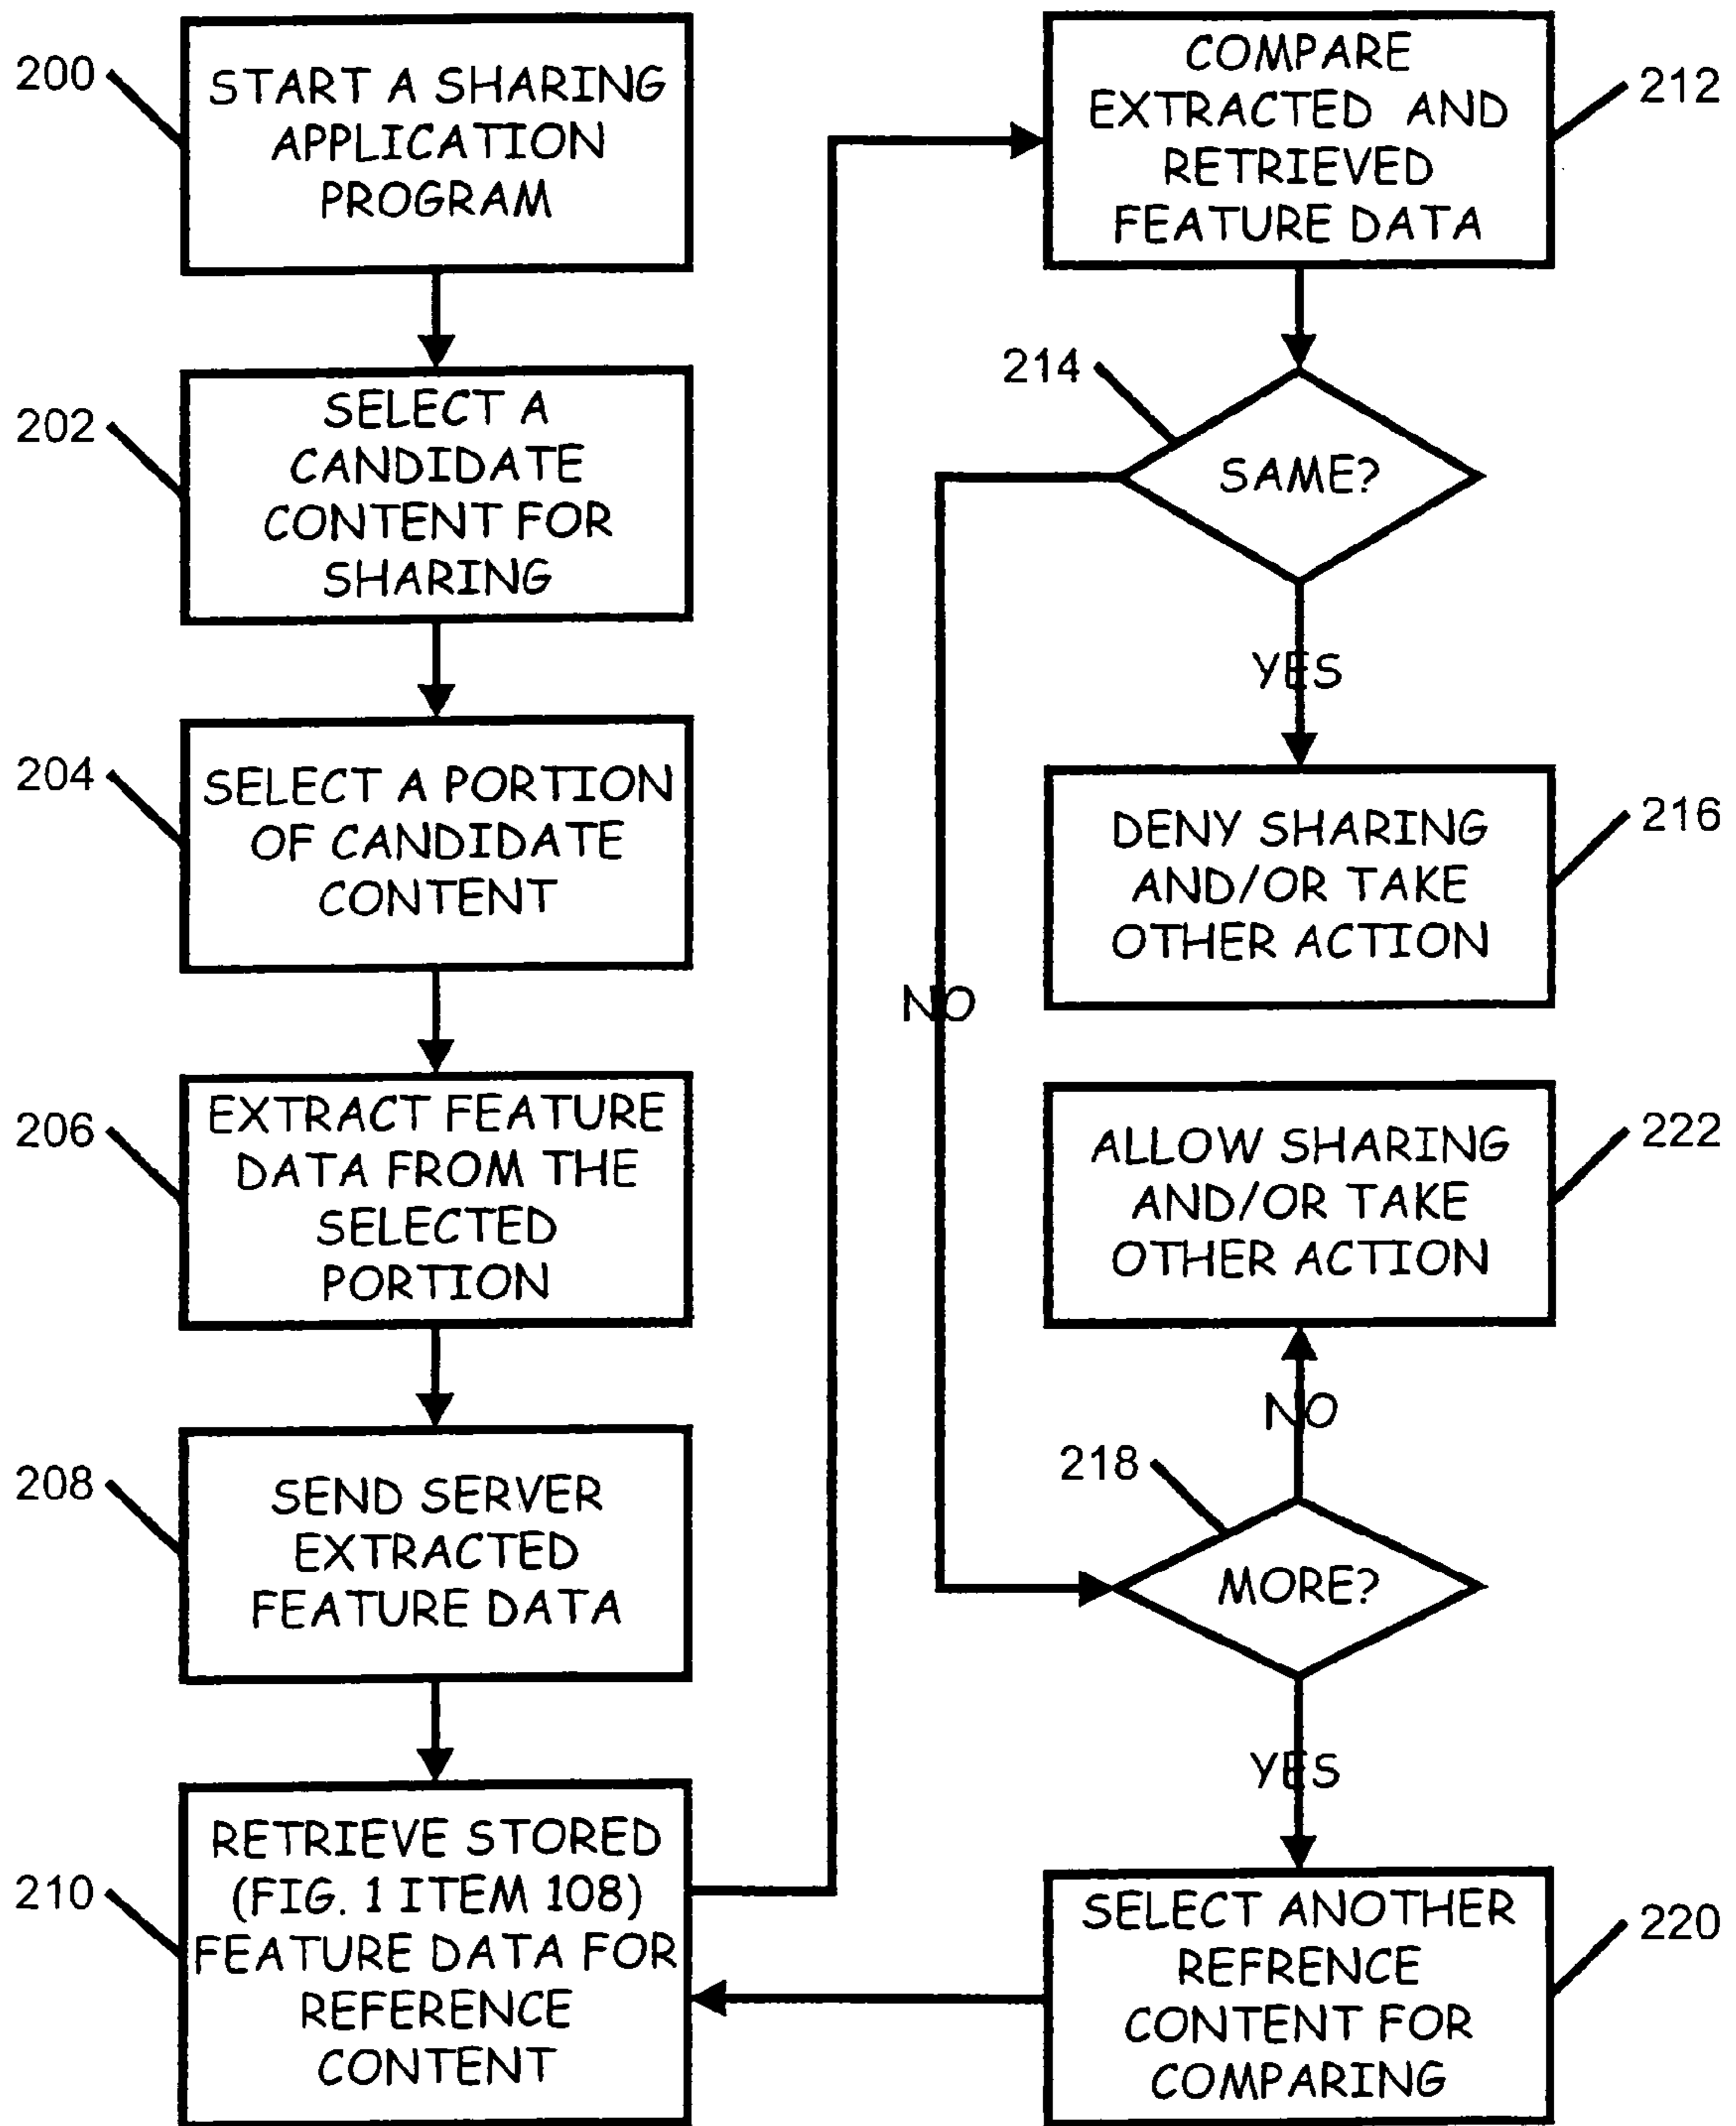 200
START A SHARING
APPLICATION
PROGRAM
202
SELECT A
CANDIDATE
CONTENT FOR
SHARING
204
SELECT A PORTION
OF CANDIDATE
CONTENT
206
EXTRACT FEATURE
DATA FROM THE
SELECTED
PORTION
208
SEND SERVER
EXTRACTED
FEATURE DATA
210
RETRIEVE STORED
(FIG. 1 ITEM 108)
FEATURE DATA FOR
REFERENCE
CONTENT
COMPARE
EXTRACTED AND
RETRIEVED
FEATURE DATA
212
214
SAME?
YES
NO
DENY SHARING
AND/OR TAKE
OTHER ACTION
216
ALLOW SHARING
AND/OR TAKE
OTHER ACTION
222
NO
218
MORE?
YES
SELECT ANOTHER
REFRENCE
CONTENT FOR
COMPARING
220